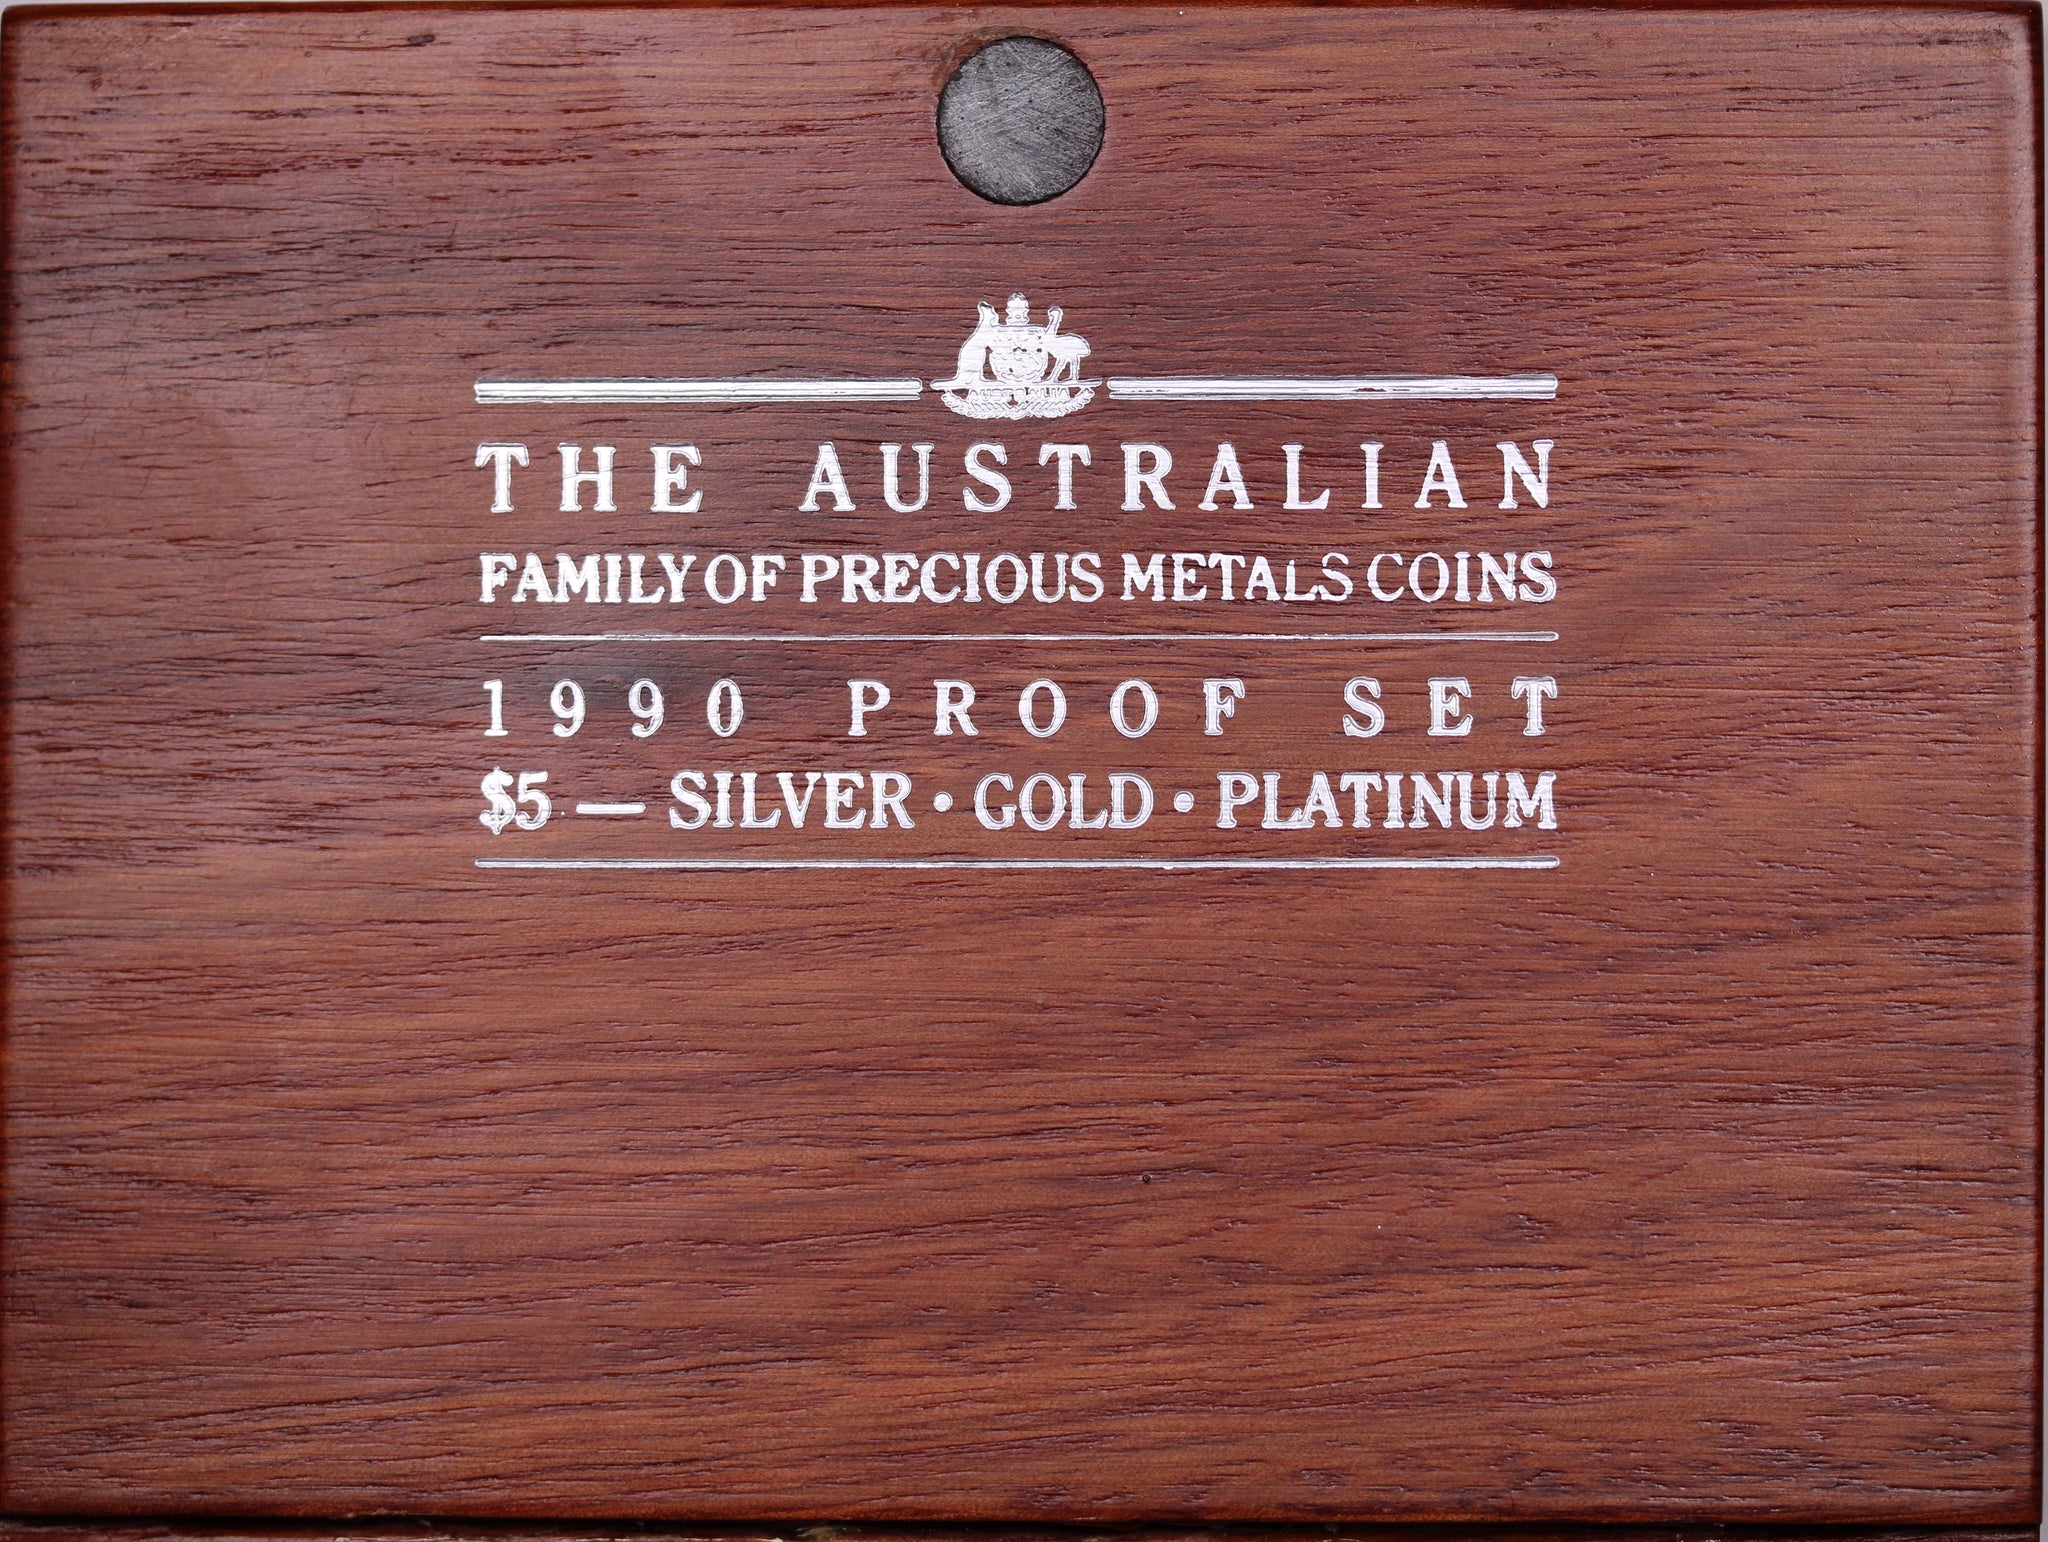 AUSTRALIA
THE AUSTRALIAN
FAMILY OF PRECIOUS METALS COINS
1990 PROOF SET
$5 — SILVER • GOLD • PLATINUM